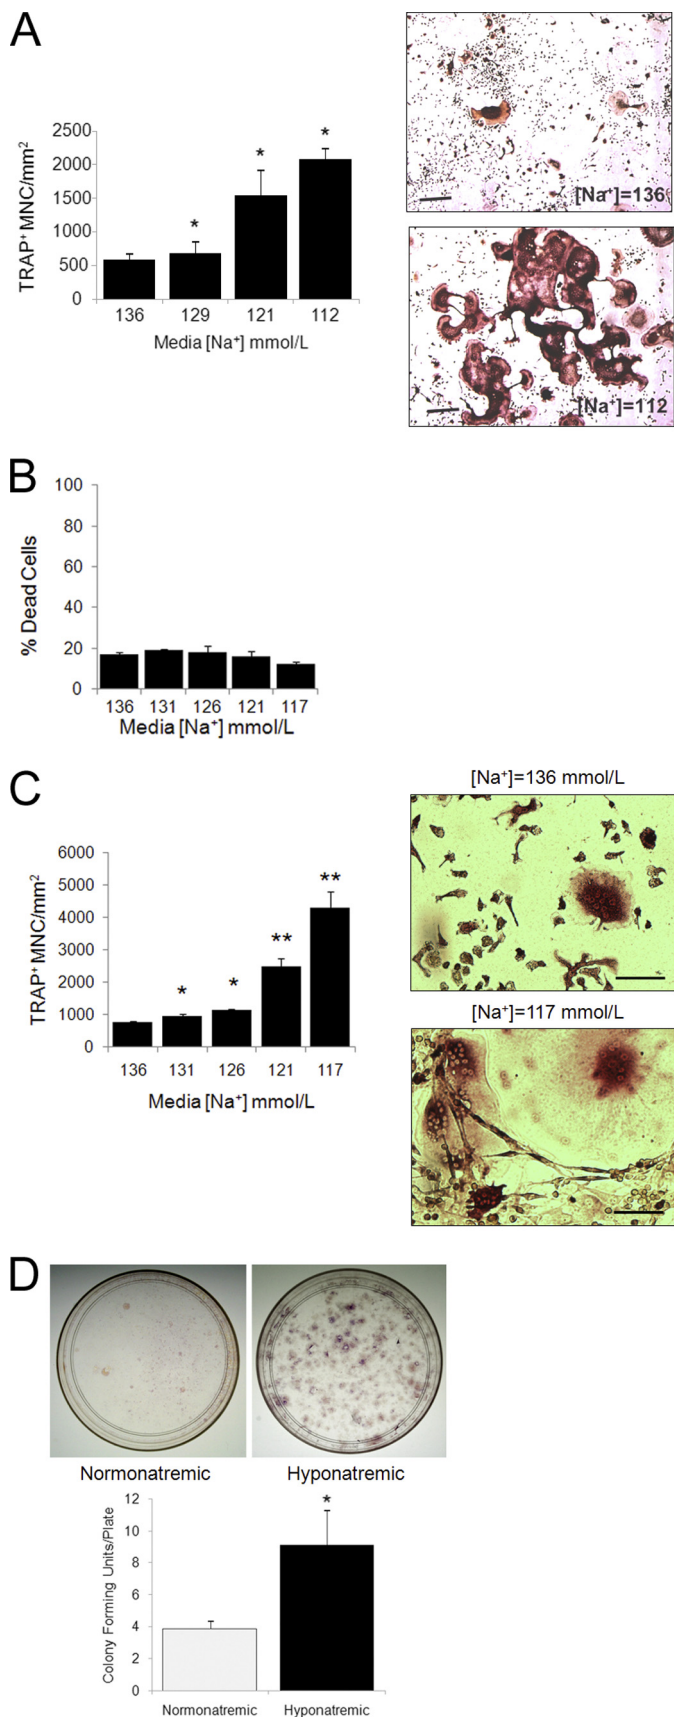 A
TRAP⁺ MNC/mm²
2500
2000
1500
1000
500
0
*
*
*
136 129 121 112
Media [Na⁺] mmol/L
[Na⁺]=136
[Na⁺]=112
B
% Dead Cells
100
80
60
40
20
0
136 131 126 121 117
Media [Na⁺] mmol/L
C
TRAP⁺ MNC/mm²
6000
5000
4000
3000
2000
1000
0
*
*
**
**
136 131 126 121 117
Media [Na⁺] mmol/L
[Na⁺]=136 mmol/L
[Na⁺]=117 mmol/L
D
Normonatremic
Hyponatremic
Colony Forming Units/Plate
12
10
8
6
4
2
0
*
Normonatremic Hyponatremic